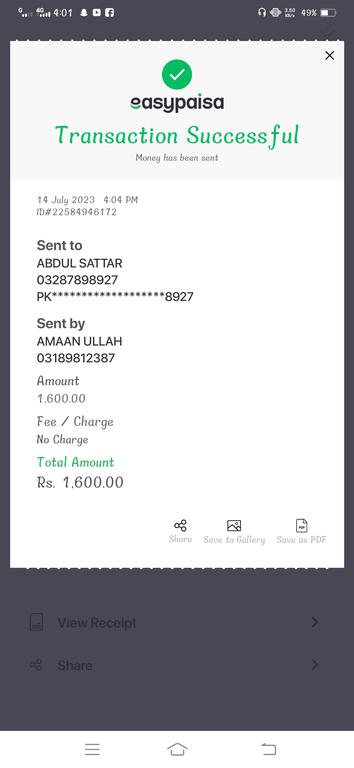 G 4G 4:01 3.50 KB/s 49%
easypaisa
Transaction Successful
Money has been sent
14 July 2023 4:04 PM
ID#22584946172
Sent to
ABDUL SATTAR
03287898927
PK********************8927
Sent by
AMAAN ULLAH
03189812387
Amount
1,600.00
Fee / Charge
No Charge
Total Amount
Rs. 1,600.00
Share Save to Gallery Save as PDF
View Receipt
Share